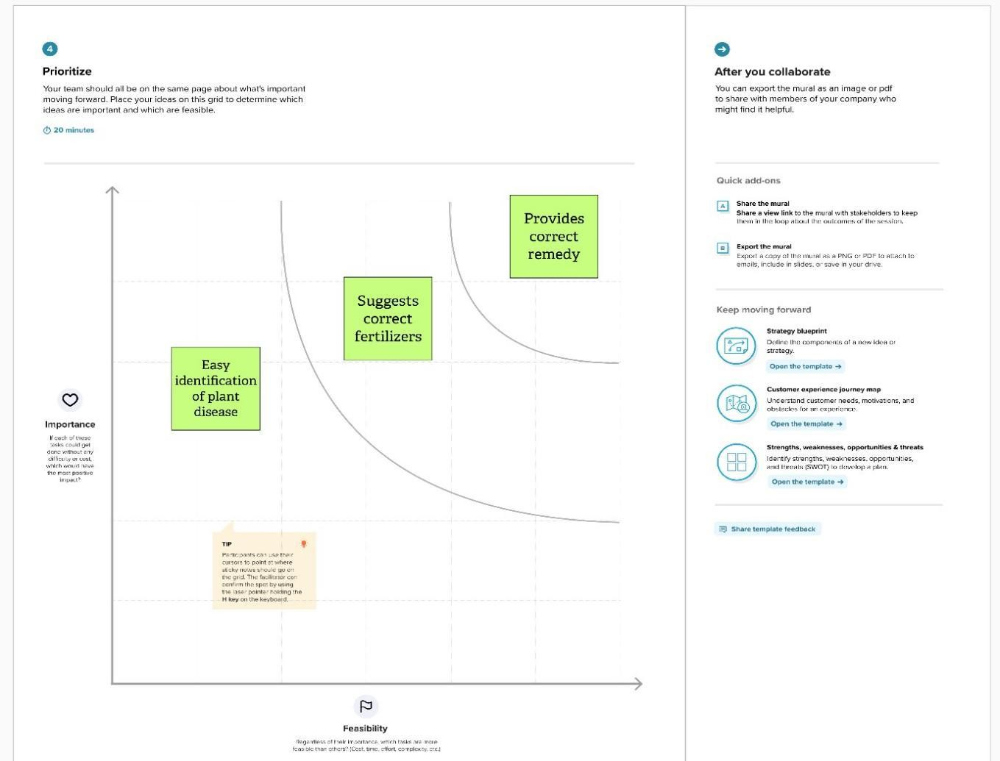 4
Prioritize
Your team should all be on the same page about what's important
moving forward. Place your ideas on this grid to determine which
ideas are important and which are feasible.
20 minutes
Provides
correct
remedy
Suggests
correct
fertilizers
Easy
identification
of plant
disease
Importance
If each of these
tasks could get
done without any
difficulty or cost,
which would have
the most positive
impact?
TIP
Participants can use their
cursors to point at where
sticky notes should go on
the grid. The facilitator can
confirm the spot by using
the laser pointer holding the
H key on the keyboard.
Feasibility
Regardless of their importance, which tasks are more
feasible than others? (Cost, time, effort, complexity, etc.)
After you collaborate
You can export the mural as an image or pdf
to share with members of your company who
might find it helpful.
Quick add-ons
A
Share the mural
Share a view link to the mural with stakeholders to keep
them in the loop about the outcomes of the session.
B
Export the mural
Export a copy of the mural as a PNG or PDF to attach to
emails, include in slides, or save in your drive.
Keep moving forward
Strategy blueprint
Define the components of a new idea or
strategy.
Open the template →
Customer experience journey map
Understand customer needs, motivations, and
obstacles for an experience.
Open the template →
Strengths, weaknesses, opportunities & threats
Identify strengths, weaknesses, opportunities,
and threats (SWOT) to develop a plan.
Open the template →
Share template feedback